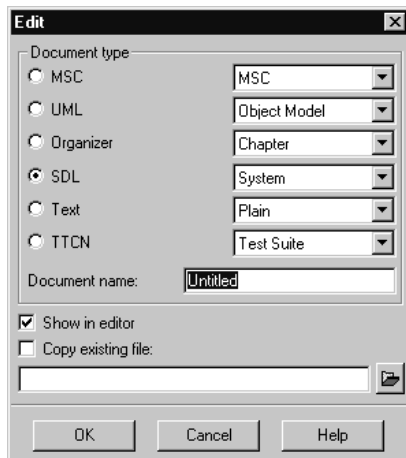 Edit
Document type
MSC MSC
UML Object Model
Organizer Chapter
SDL System
Text Plain
TTCN Test Suite
Document name: Untitled
Show in editor
Copy existing file:
OK Cancel Help